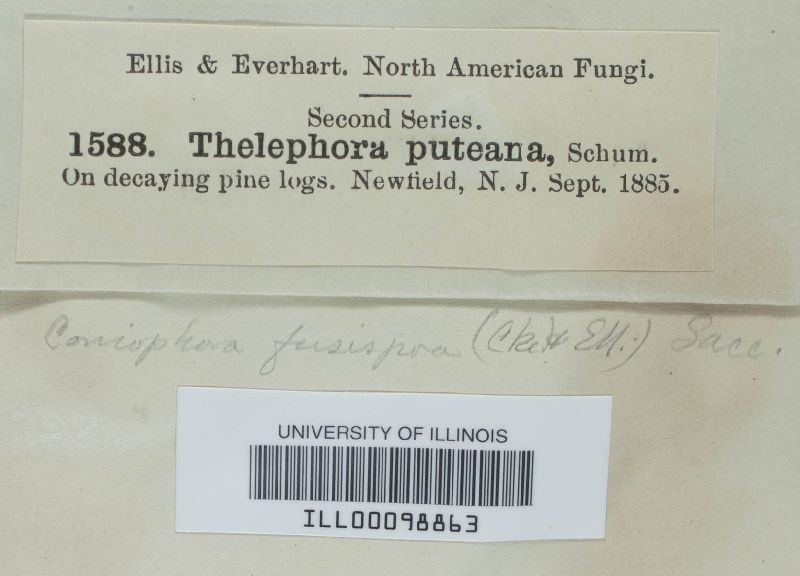 Ellis & Everhart. North American Fungi.
Second Series.
1588. Thelephora puteana, Schum.
On decaying pine logs. Newfield, N. J. Sept. 1885.
Coniophora fusispora (Cke. & Ell.) Sacc.
UNIVERSITY OF ILLINOIS
ILL00098863